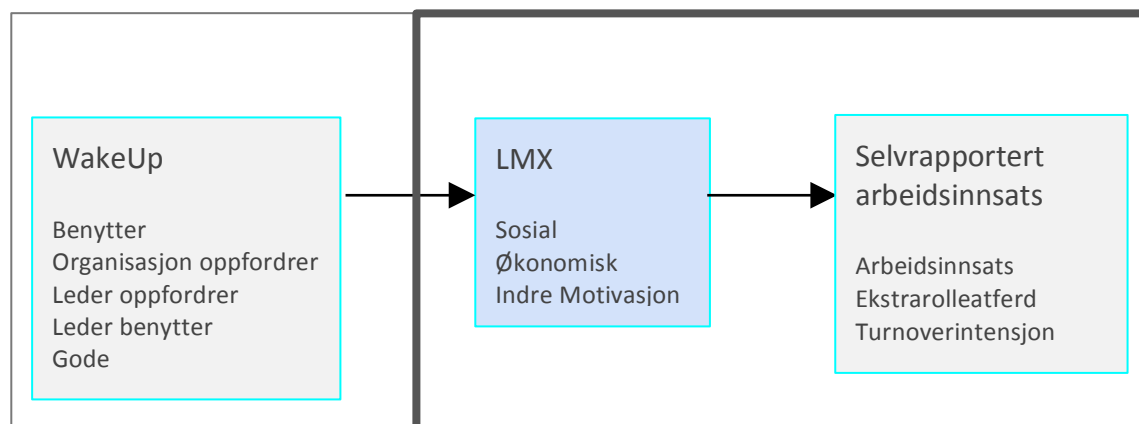 WakeUp
Benytter
Organisasjon oppfordrer
Leder oppfordrer
Leder benytter
Gode
LMX
Sosial
Økonomisk
Indre Motivasjon
Selvrapportert
arbeidsinnsats
Arbeidsinnsats
Ekstrarolleatferd
Turnoverintensjon